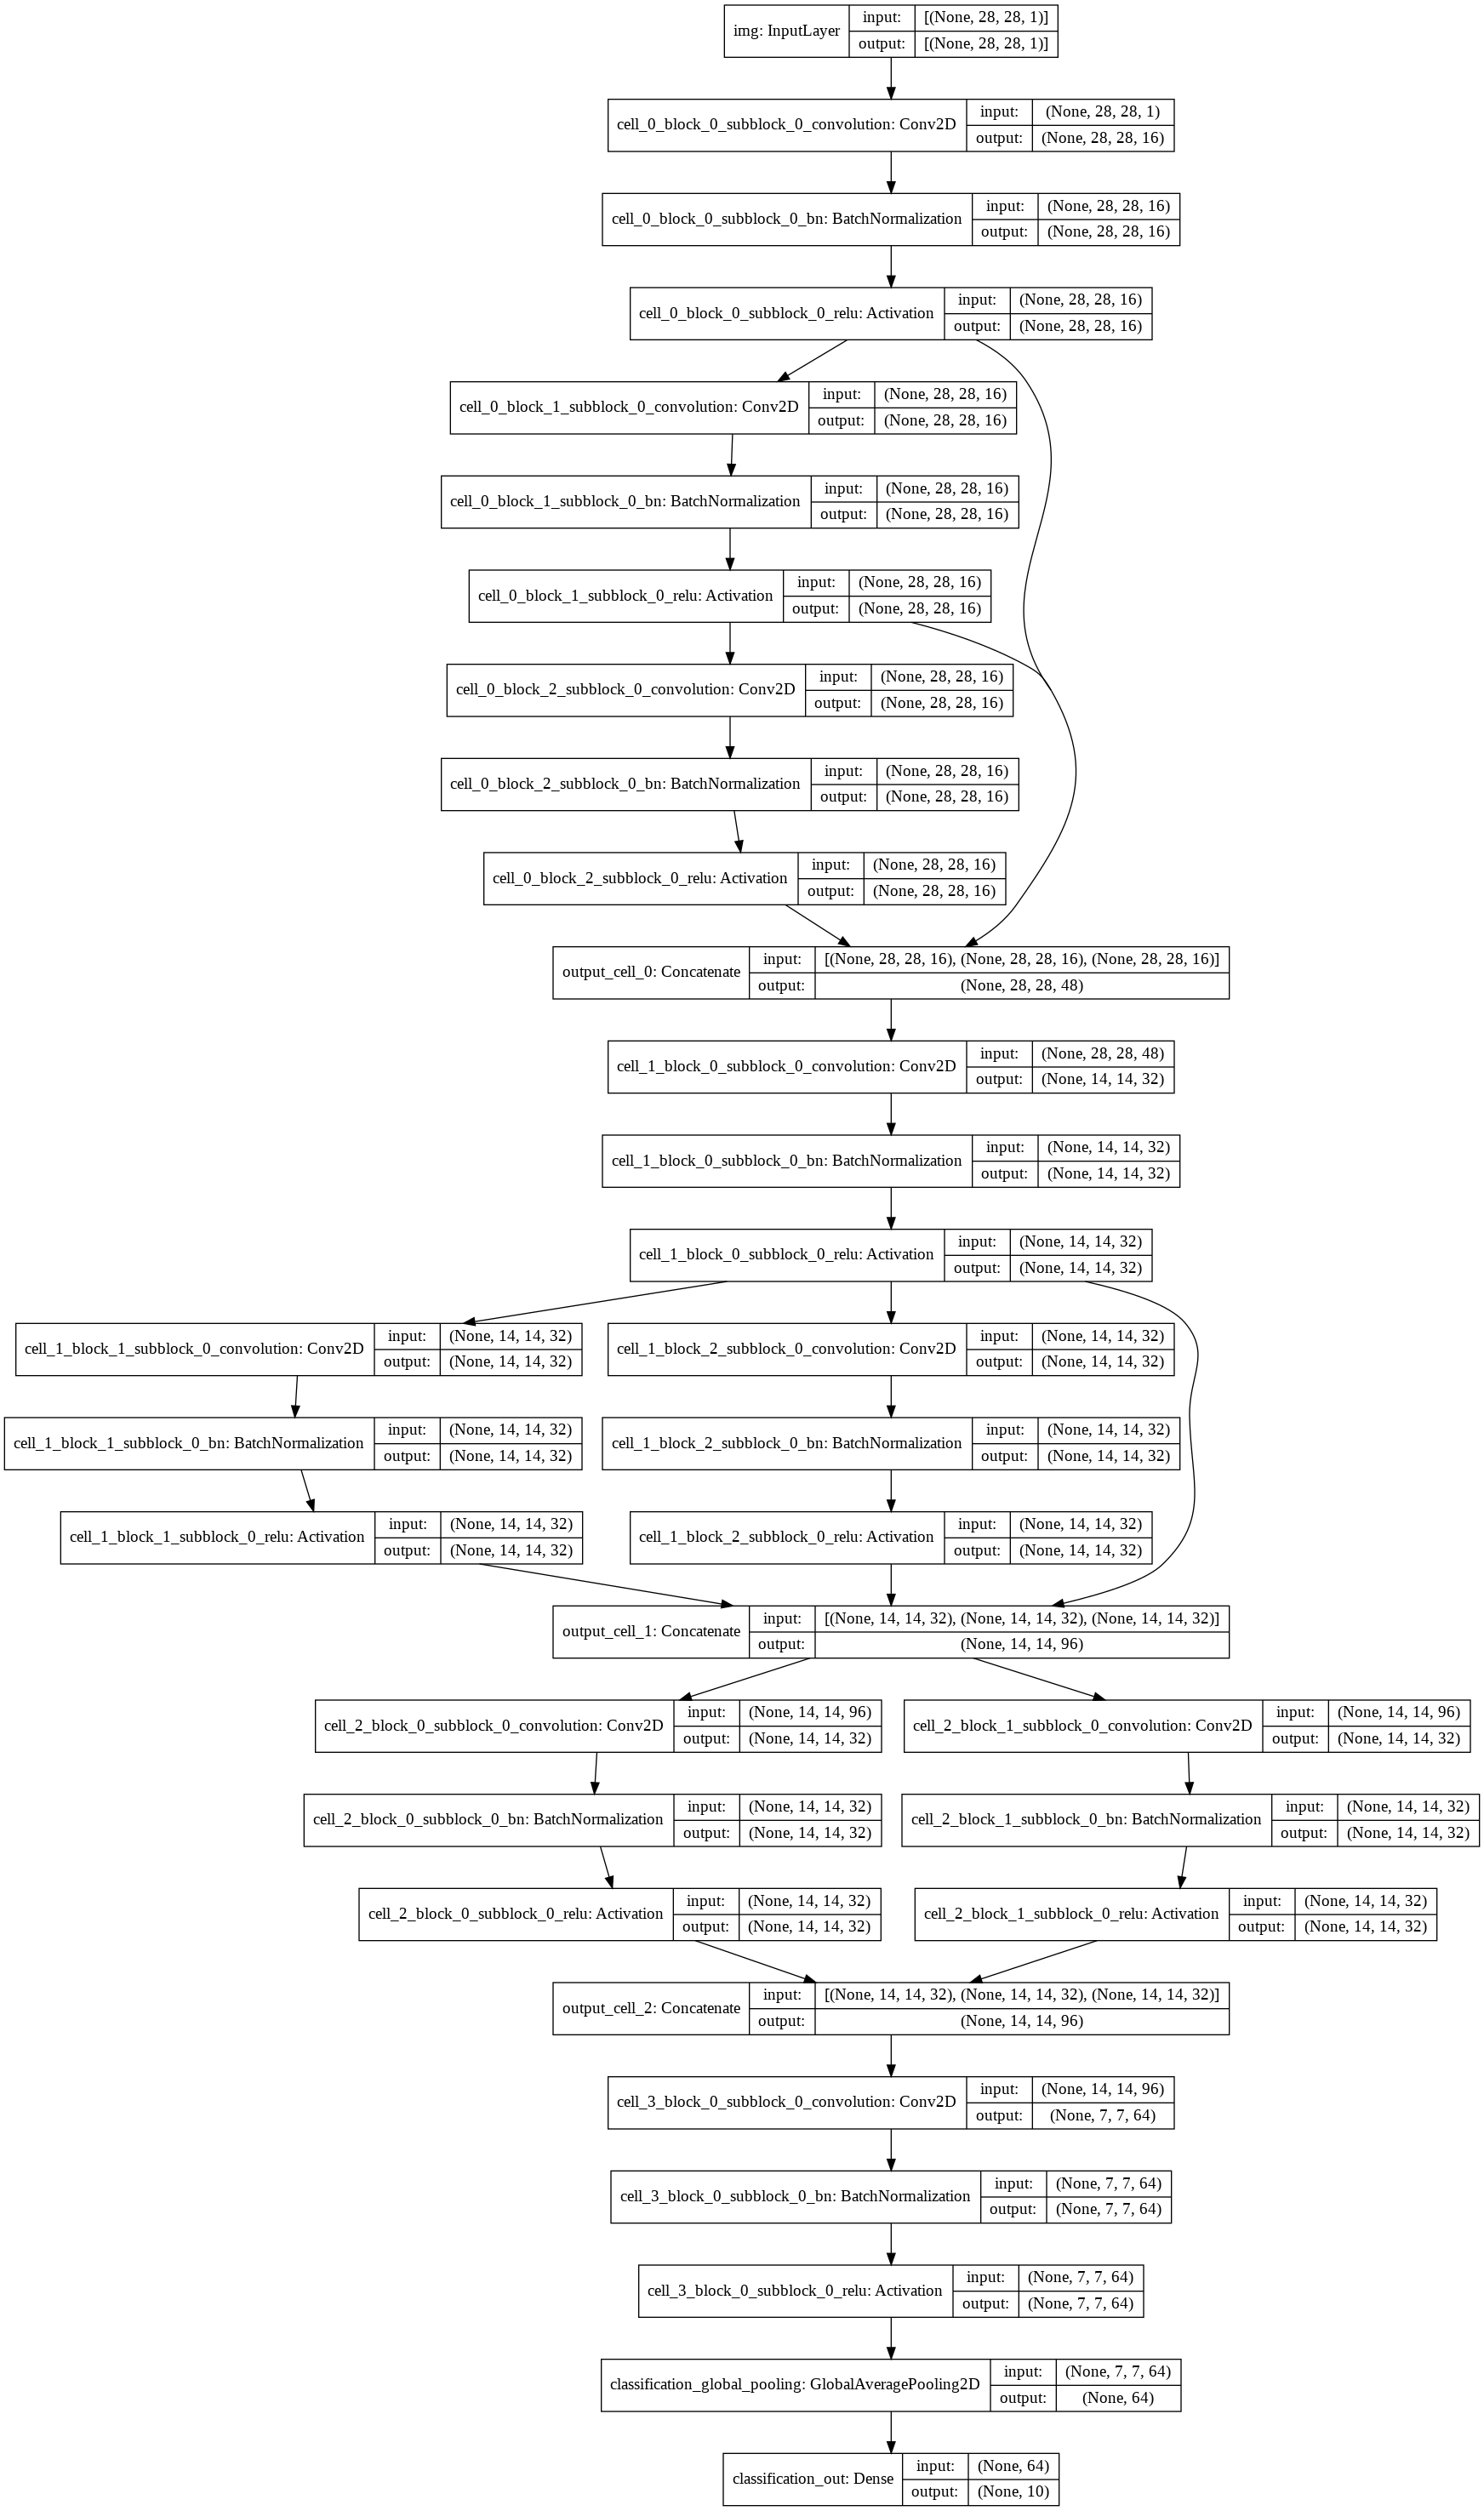 img: InputLayer
input: [(None, 28, 28, 1)]
output: [(None, 28, 28, 1)]
cell_0_block_0_subblock_0_convolution: Conv2D
input: (None, 28, 28, 1)
output: (None, 28, 28, 16)
cell_0_block_0_subblock_0_bn: BatchNormalization
input: (None, 28, 28, 16)
output: (None, 28, 28, 16)
cell_0_block_0_subblock_0_relu: Activation
input: (None, 28, 28, 16)
output: (None, 28, 28, 16)
cell_0_block_1_subblock_0_convolution: Conv2D
input: (None, 28, 28, 16)
output: (None, 28, 28, 16)
cell_0_block_1_subblock_0_bn: BatchNormalization
input: (None, 28, 28, 16)
output: (None, 28, 28, 16)
cell_0_block_1_subblock_0_relu: Activation
input: (None, 28, 28, 16)
output: (None, 28, 28, 16)
cell_0_block_2_subblock_0_convolution: Conv2D
input: (None, 28, 28, 16)
output: (None, 28, 28, 16)
cell_0_block_2_subblock_0_bn: BatchNormalization
input: (None, 28, 28, 16)
output: (None, 28, 28, 16)
cell_0_block_2_subblock_0_relu: Activation
input: (None, 28, 28, 16)
output: (None, 28, 28, 16)
output_cell_0: Concatenate
input: [(None, 28, 28, 16), (None, 28, 28, 16), (None, 28, 28, 16)]
output: (None, 28, 28, 48)
cell_1_block_0_subblock_0_convolution: Conv2D
input: (None, 28, 28, 48)
output: (None, 14, 14, 32)
cell_1_block_0_subblock_0_bn: BatchNormalization
input: (None, 14, 14, 32)
output: (None, 14, 14, 32)
cell_1_block_0_subblock_0_relu: Activation
input: (None, 14, 14, 32)
output: (None, 14, 14, 32)
cell_1_block_1_subblock_0_convolution: Conv2D
input: (None, 14, 14, 32)
output: (None, 14, 14, 32)
cell_1_block_2_subblock_0_convolution: Conv2D
input: (None, 14, 14, 32)
output: (None, 14, 14, 32)
cell_1_block_1_subblock_0_bn: BatchNormalization
input: (None, 14, 14, 32)
output: (None, 14, 14, 32)
cell_1_block_2_subblock_0_bn: BatchNormalization
input: (None, 14, 14, 32)
output: (None, 14, 14, 32)
cell_1_block_1_subblock_0_relu: Activation
input: (None, 14, 14, 32)
output: (None, 14, 14, 32)
cell_1_block_2_subblock_0_relu: Activation
input: (None, 14, 14, 32)
output: (None, 14, 14, 32)
output_cell_1: Concatenate
input: [(None, 14, 14, 32), (None, 14, 14, 32), (None, 14, 14, 32)]
output: (None, 14, 14, 96)
cell_2_block_0_subblock_0_convolution: Conv2D
input: (None, 14, 14, 96)
output: (None, 14, 14, 32)
cell_2_block_1_subblock_0_convolution: Conv2D
input: (None, 14, 14, 96)
output: (None, 14, 14, 32)
cell_2_block_0_subblock_0_bn: BatchNormalization
input: (None, 14, 14, 32)
output: (None, 14, 14, 32)
cell_2_block_1_subblock_0_bn: BatchNormalization
input: (None, 14, 14, 32)
output: (None, 14, 14, 32)
cell_2_block_0_subblock_0_relu: Activation
input: (None, 14, 14, 32)
output: (None, 14, 14, 32)
cell_2_block_1_subblock_0_relu: Activation
input: (None, 14, 14, 32)
output: (None, 14, 14, 32)
output_cell_2: Concatenate
input: [(None, 14, 14, 32), (None, 14, 14, 32), (None, 14, 14, 32)]
output: (None, 14, 14, 96)
cell_3_block_0_subblock_0_convolution: Conv2D
input: (None, 14, 14, 96)
output: (None, 7, 7, 64)
cell_3_block_0_subblock_0_bn: BatchNormalization
input: (None, 7, 7, 64)
output: (None, 7, 7, 64)
cell_3_block_0_subblock_0_relu: Activation
input: (None, 7, 7, 64)
output: (None, 7, 7, 64)
classification_global_pooling: GlobalAveragePooling2D
input: (None, 7, 7, 64)
output: (None, 64)
classification_out: Dense
input: (None, 64)
output: (None, 10)